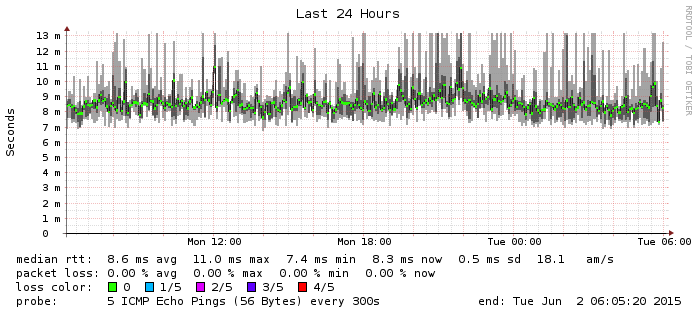 Last 24 Hours
RRDTOOL / TOBI OETIKER
Seconds
13 m
12 m
11 m
10 m
9 m
8 m
7 m
6 m
5 m
4 m
3 m
2 m
1 m
0
Mon 12:00 Mon 18:00 Tue 00:00 Tue 06:00
median rtt: 8.6 ms avg 11.0 ms max 7.4 ms min 8.3 ms now 0.5 ms sd 18.1 am/s
packet loss: 0.00 % avg 0.00 % max 0.00 % min 0.00 % now
loss color: 0 1/5 2/5 3/5 4/5
probe: 5 ICMP Echo Pings (56 Bytes) every 300s end: Tue Jun 2 06:05:20 2015